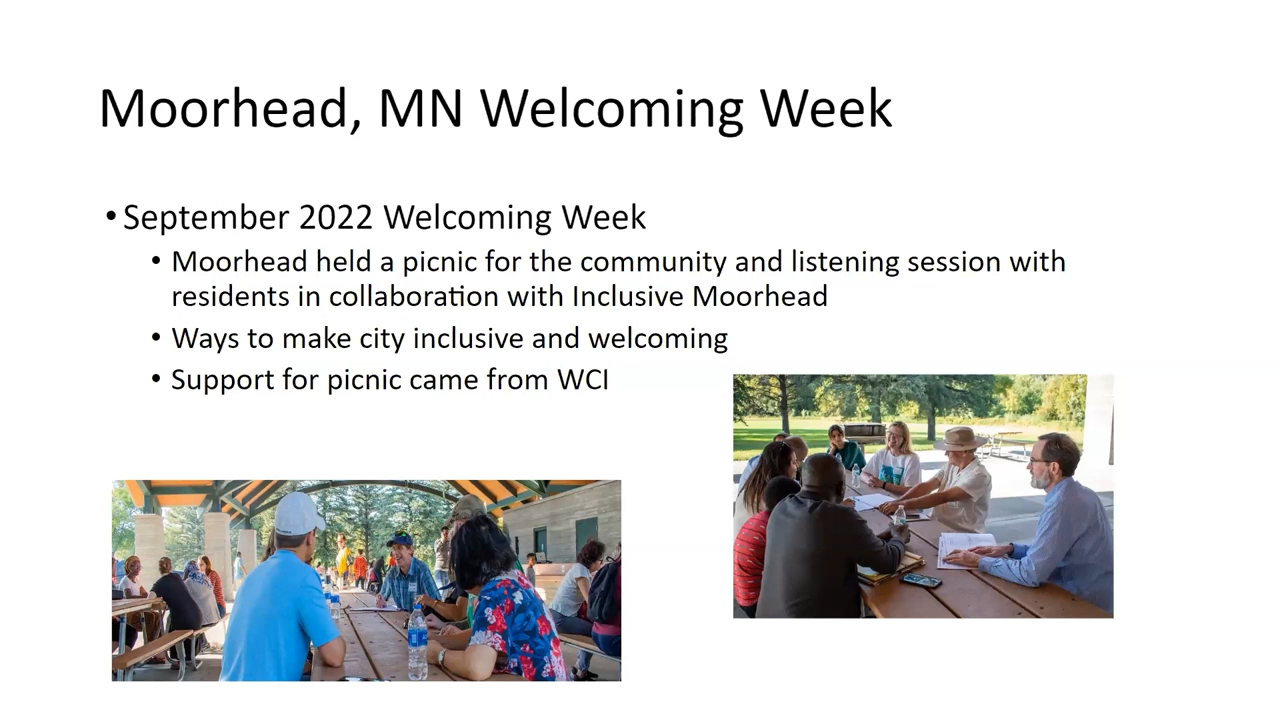 Moorhead, MN Welcoming Week
• September 2022 Welcoming Week
• Moorhead held a picnic for the community and listening session with
residents in collaboration with Inclusive Moorhead
• Ways to make city inclusive and welcoming
• Support for picnic came from WCI